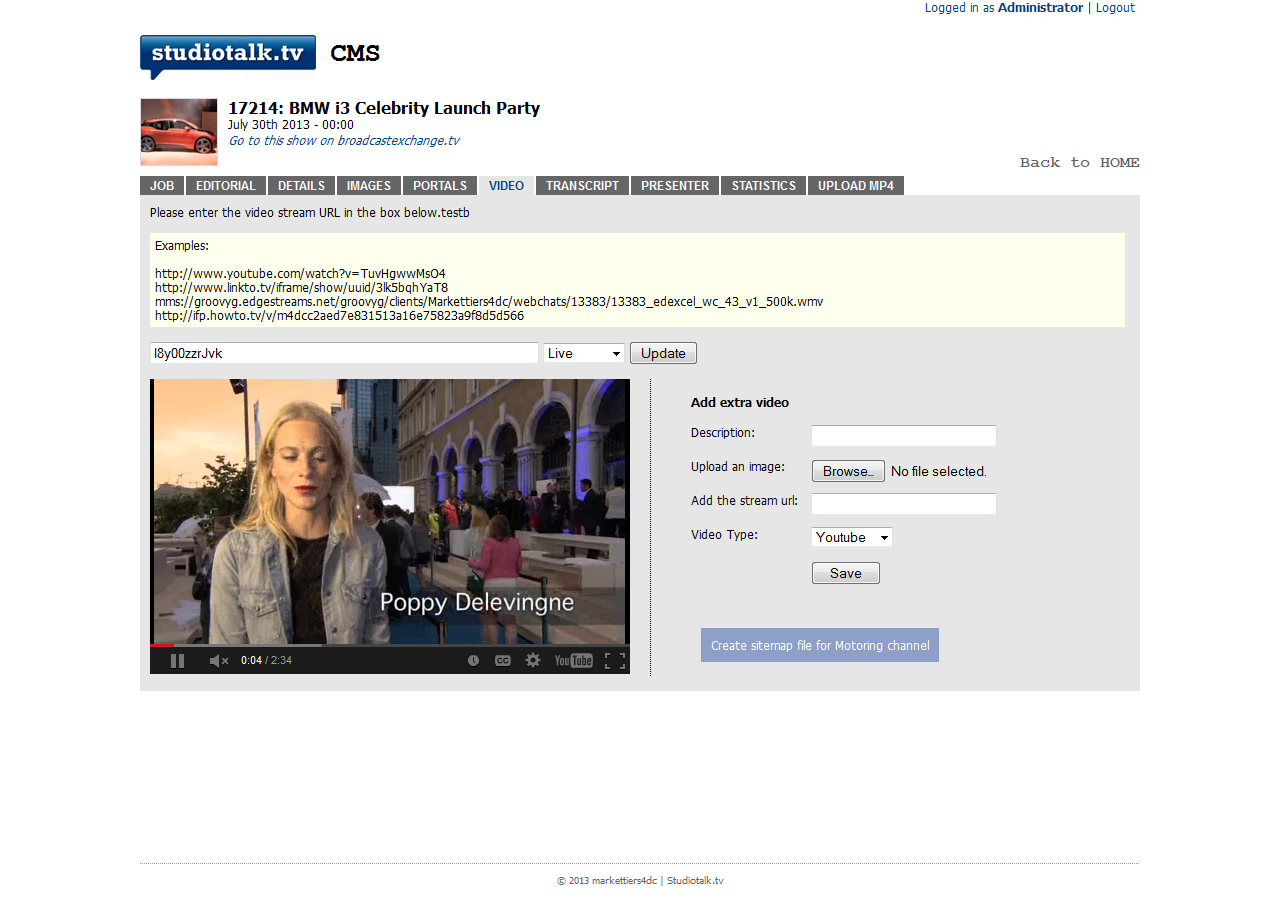 Logged in as Administrator | Logout
studiotalk.tv CMS
17214: BMW i3 Celebrity Launch Party
July 30th 2013 - 00:00
Go to this show on broadcastexchange.tv
Back to HOME
JOB EDITORIAL DETAILS IMAGES PORTALS VIDEO TRANSCRIPT PRESENTER STATISTICS UPLOAD MP4
Please enter the video stream URL in the box below.testb
Examples:
http://www.youtube.com/watch?v=TuvHgwwMsO4
http://www.linkto.tv/iframe/show/uuid/3lk5bqhYaT8
mms://groovyg.edgestreams.net/groovyg/clients/Markettiers4dc/webchats/13383/13383_edexcel_wc_43_v1_500k.wmv
http://ifp.howto.tv/v/m4dcc2aed7e831513a16e75823a9f8d5d566
l8y00zzrJvk Live Update
Poppy Delevingne
0:04 / 2:34 CC YouTube
Add extra video
Description:
Upload an image: Browse... No file selected.
Add the stream url:
Video Type: Youtube
Save
Create sitemap file for Motoring channel
© 2013 markettiers4dc | Studiotalk.tv